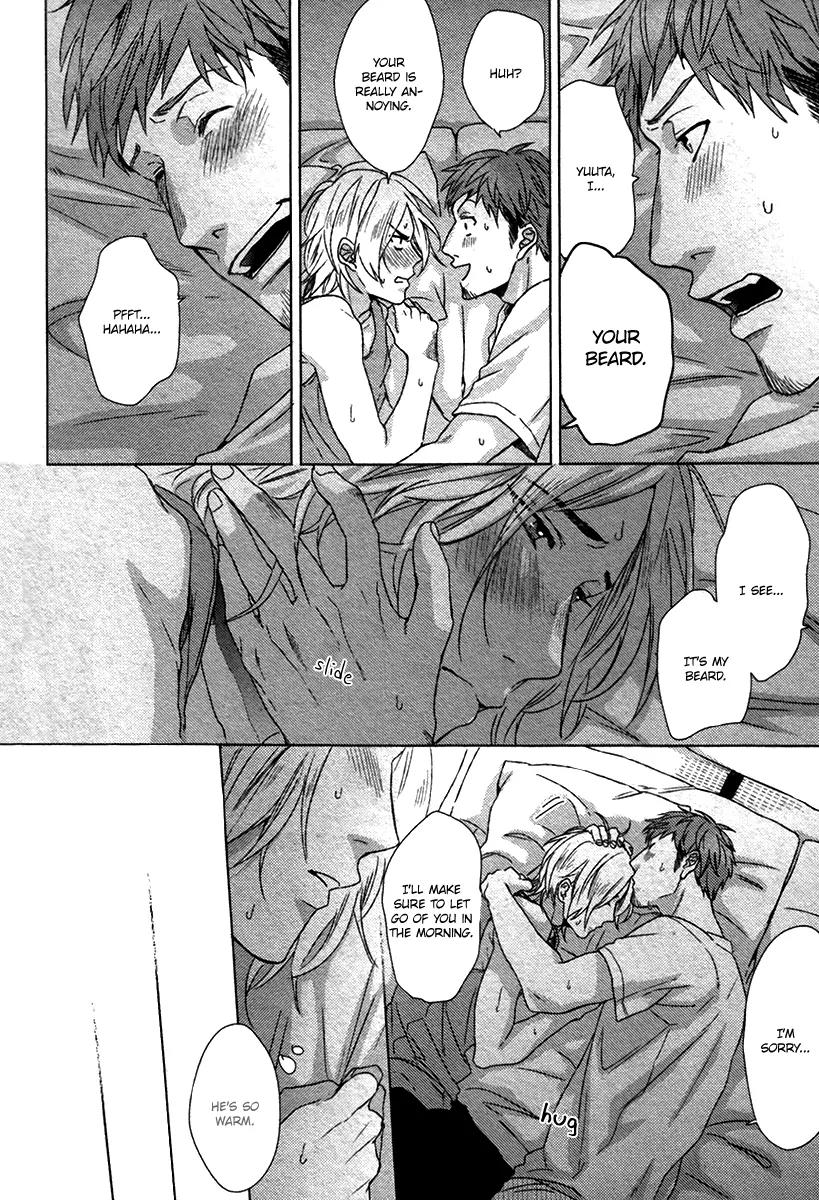 YUUTA,
I...
YOUR
BEARD.
HUH?
YOUR
BEARD IS
REALLY AN-
NOYING.
PFFT...
HAHAHA...
I SEE...
IT'S MY
BEARD.
slide
I'M
SORRY...
I'LL MAKE
SURE TO LET
GO OF YOU IN
THE MORNING.
hug
HE'S SO
WARM.